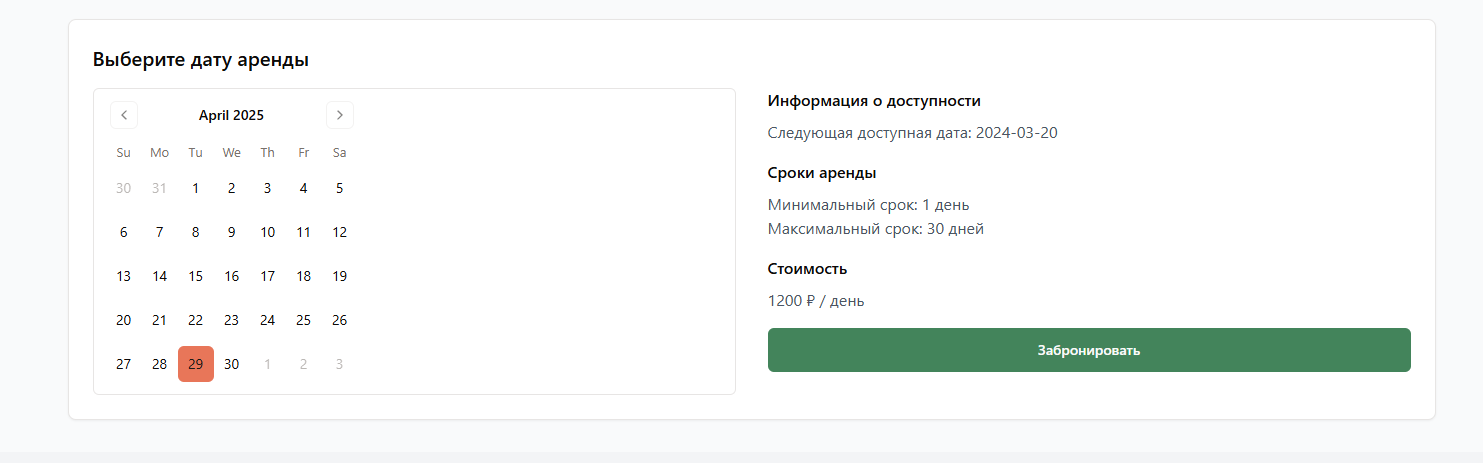 Выберите дату аренды
April 2025
Su Mo Tu We Th Fr Sa
30 31 1 2 3 4 5
6 7 8 9 10 11 12
13 14 15 16 17 18 19
20 21 22 23 24 25 26
27 28 29 30 1 2 3
Информация о доступности
Следующая доступная дата: 2024-03-20
Сроки аренды
Минимальный срок: 1 день
Максимальный срок: 30 дней
Стоимость
1200 ₽ / день
Забронировать